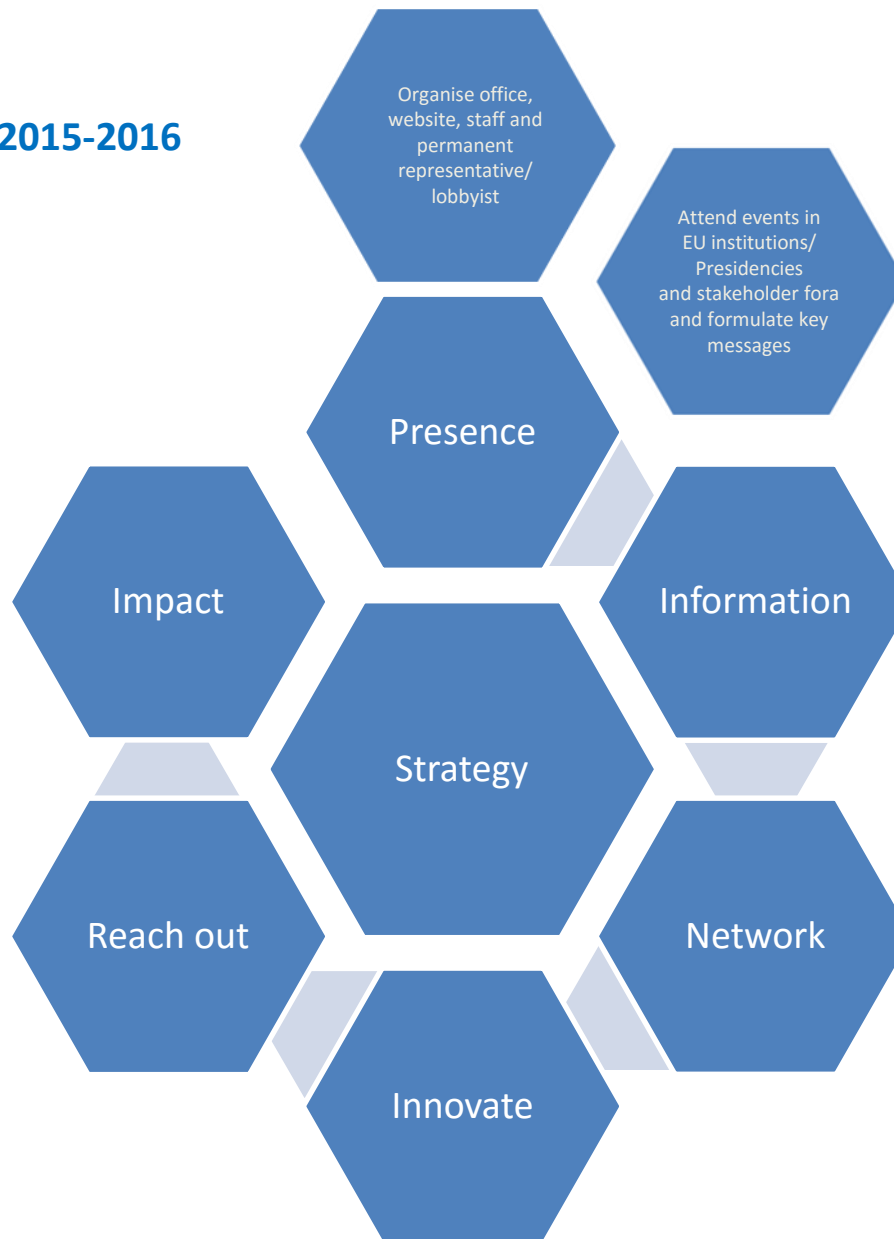 2015-2016
Organise office,
website, staff and
permanent
representative/
lobbyist
Attend events in
EU institutions/
Presidencies
and stakeholder fora
and formulate key
messages
Presence
Impact
Information
Strategy
Reach out
Network
Innovate